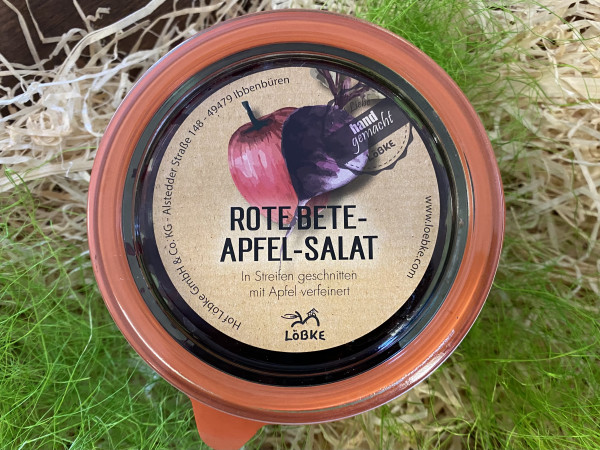 Hof Löbke GmbH & Co. KG - Alstedder Straße 148 - 49479 Ibbenbüren
hand
gemacht
LÖBKE
ROTE BETE-
APFEL-SALAT
In Streifen geschnitten
mit Apfel verfeinert
LÖBKE
www.loebke.com